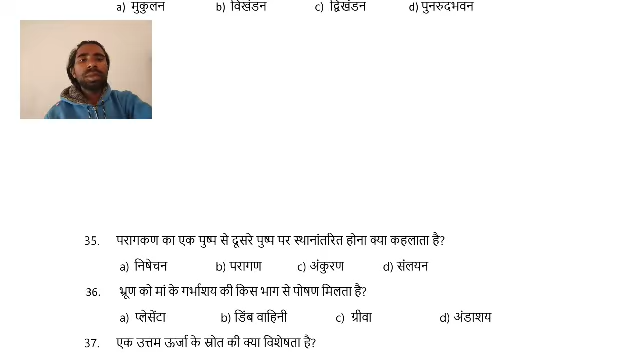 a) मुकुलन b) विखंडन c) द्विखंडन d) पुनरुदभवन
35. परागकण का एक पुष्प से दूसरे पुष्प पर स्थानांतरित होना क्या कहलाता है?
a) निषेचन b) परागण c) अंकुरण d) संलयन
36. भ्रूण को मां के गर्भाशय की किस भाग से पोषण मिलता है?
a) प्लेसेंटा b) डिंब वाहिनी c) ग्रीवा d) अंडाशय
37. एक उत्तम ऊर्जा के स्रोत की क्या विशेषता है?